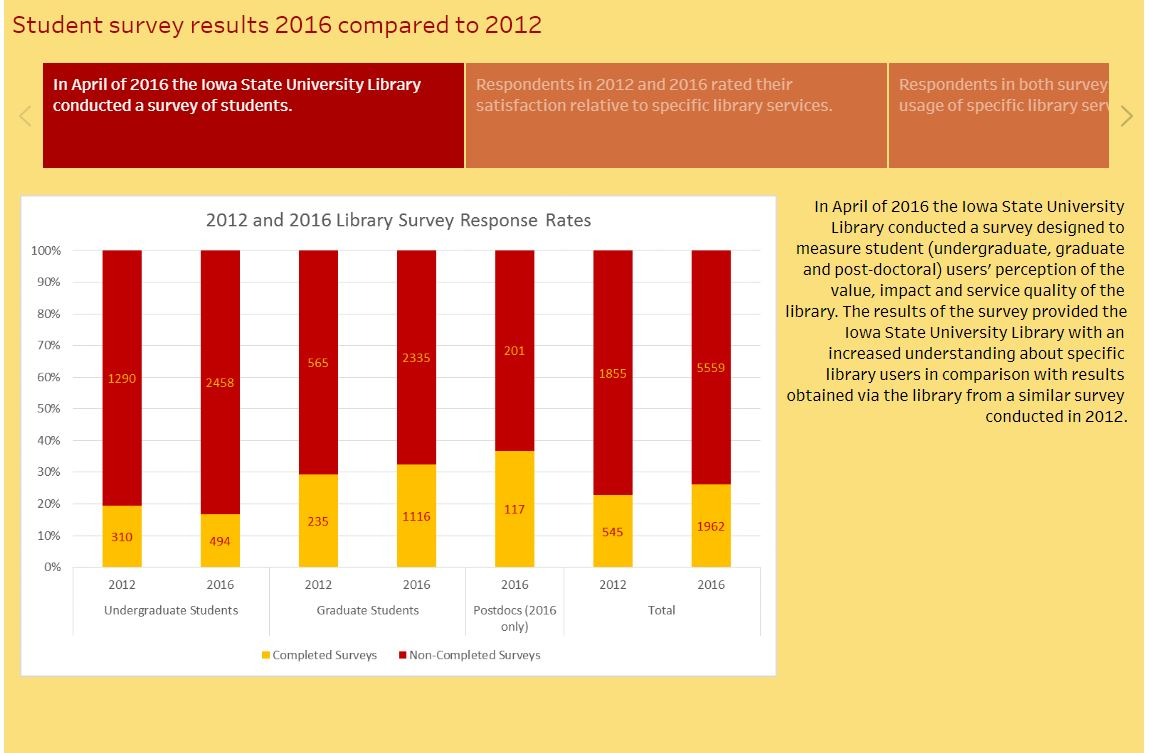 Student survey results 2016 compared to 2012
In April of 2016 the Iowa State University Library
conducted a survey of students.
Respondents in 2012 and 2016 rated their
satisfaction relative to specific library services.
Respondents in both survey
usage of specific library serv
2012 and 2016 Library Survey Response Rates
100%
90%
80%
70%
60%
50%
40%
30%
20%
10%
0%
1290
2458
565
2335
201
1855
5559
310
494
235
1116
117
545
1962
2012
2016
2012
2016
2016
2012
2016
Undergraduate Students
Graduate Students
Postdocs (2016
only)
Total
Completed Surveys
Non-Completed Surveys
In April of 2016 the Iowa State University
Library conducted a survey designed to
measure student (undergraduate, graduate
and post-doctoral) users’ perception of the
value, impact and service quality of the
library. The results of the survey provided the
Iowa State University Library with an
increased understanding about specific
library users in comparison with results
obtained via the library from a similar survey
conducted in 2012.